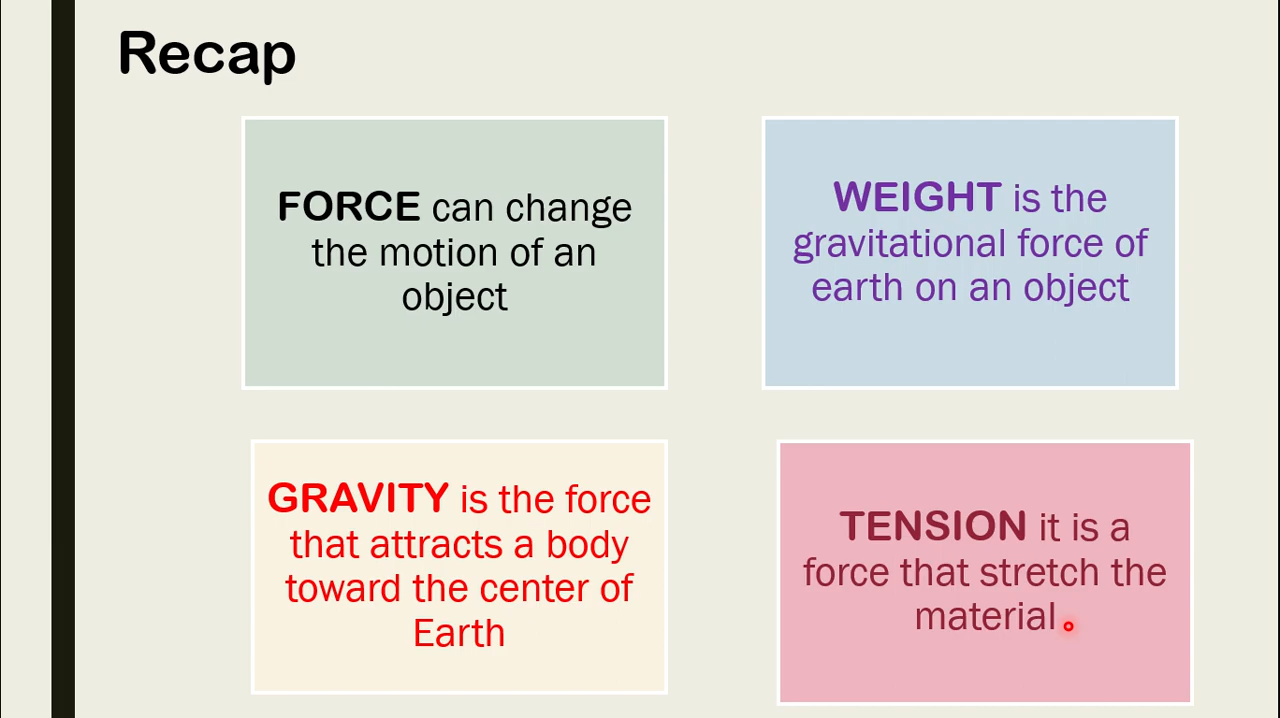 Recap
FORCE can change
the motion of an
object
WEIGHT is the
gravitational force of
earth on an object
GRAVITY is the force
that attracts a body
toward the center of
Earth
TENSION it is a
force that stretch the
material